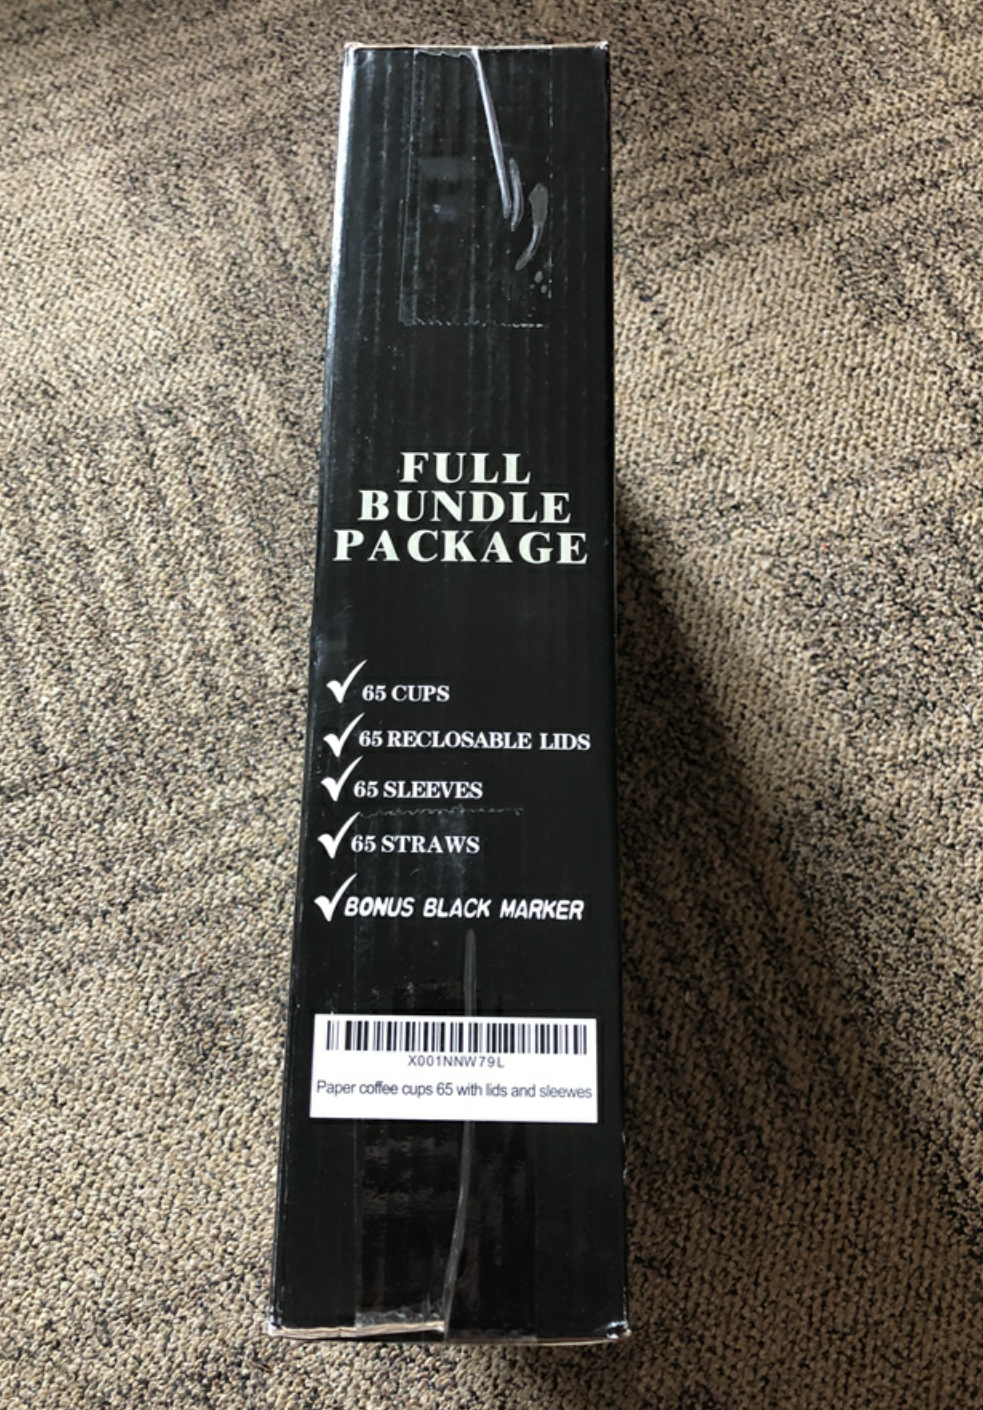 FULL
BUNDLE
PACKAGE
65 CUPS
65 RECLOSABLE LIDS
65 SLEEVES
65 STRAWS
BONUS BLACK MARKER
X001NNW79L
Paper coffee cups 65 with lids and sleewes